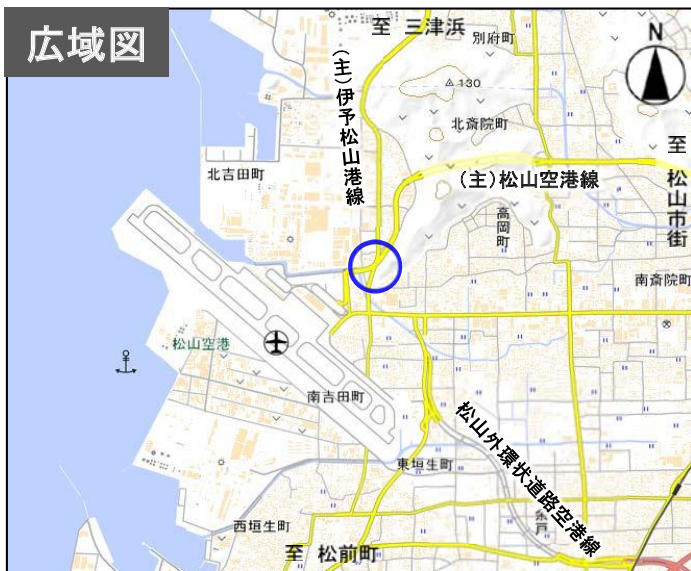 広域図
至 三津浜
別府町
N
(主)伊予松山港線
130
北斎院町
至 松山市街
北吉田町
(主)松山空港線
高岡町
南斎院町
松山空港
南吉田町
松山外環状道路空港線
東垣生町
余戸
西垣生町
至 松前町